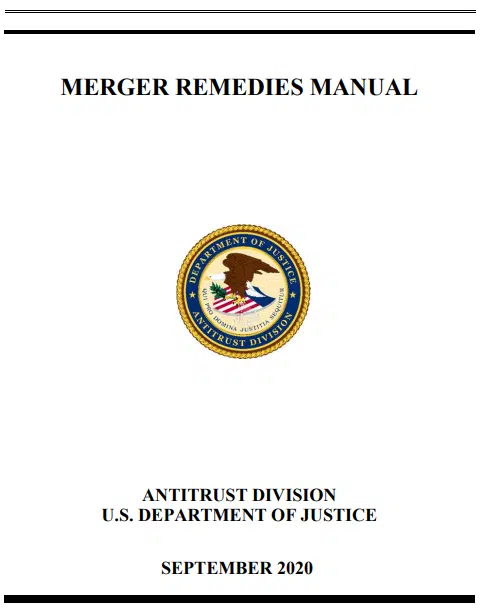 MERGER REMEDIES MANUAL
DEPARTMENT OF JUSTICE
QUI PRO DOMINA JUSTITIA SEQUITUR
ANTITRUST DIVISION
ANTITRUST DIVISION
U.S. DEPARTMENT OF JUSTICE
SEPTEMBER 2020